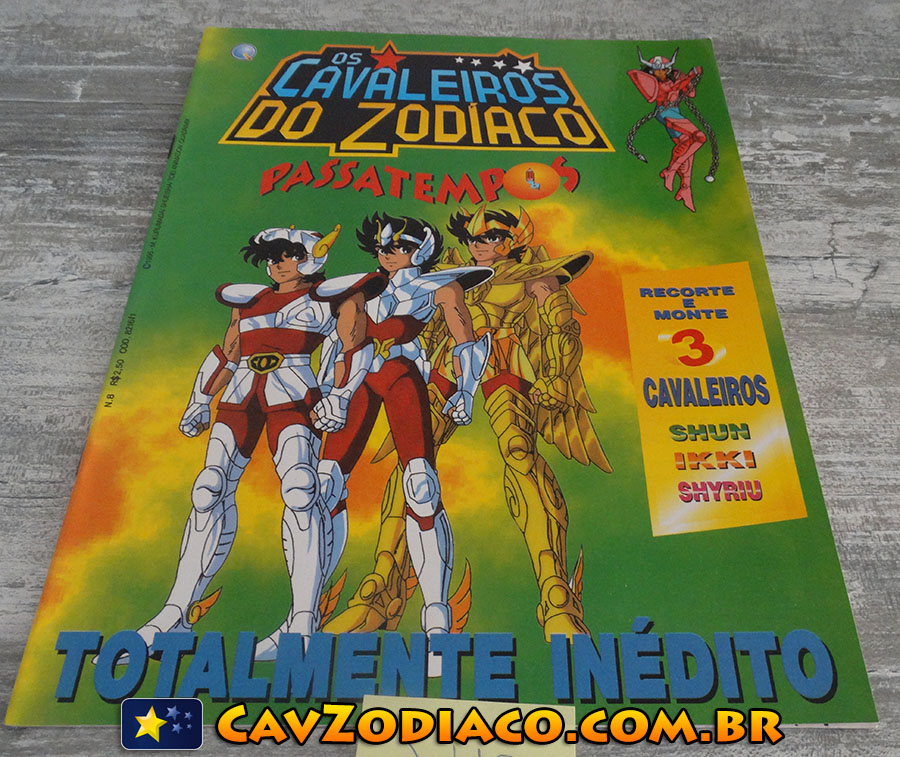 OS
CAVALEIROS
DO ZODÍACO
PASSATEMPOS
RECORTE
E
MONTE
3
CAVALEIROS
SHUN
IKKI
SHYRIU
N.8 R$2,50
TOTALMENTE INÉDITO
CavZodiaco.com.br